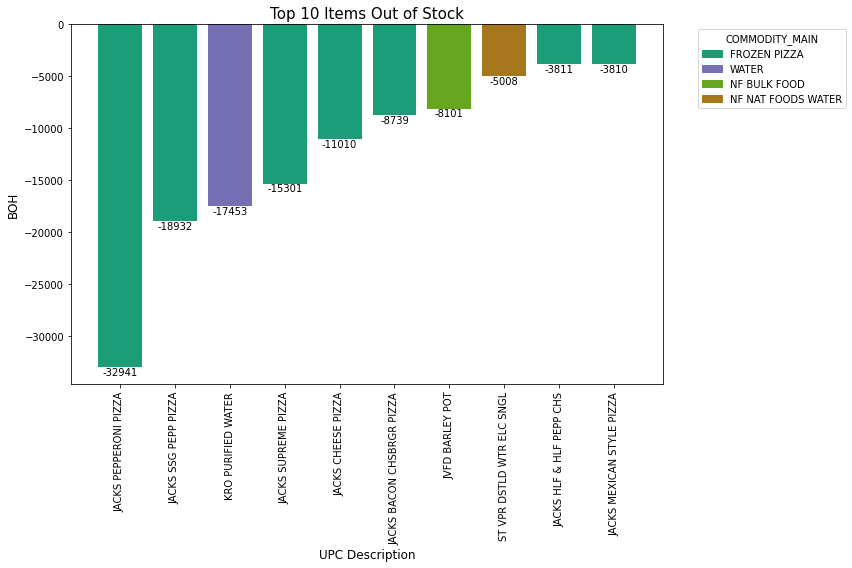 Top 10 Items Out of Stock
COMMODITY_MAIN
FROZEN PIZZA
WATER
NF BULK FOOD
NF NAT FOODS WATER
BOH
0
−5000
−10000
−15000
−20000
−25000
−30000
-32941
-18932
-17453
-15301
-11010
-8739
-8101
-5008
-3811
-3810
JACKS PEPPERONI PIZZA
JACKS SSG PEPP PIZZA
KRO PURIFIED WATER
JACKS SUPREME PIZZA
JACKS CHEESE PIZZA
JACKS BACON CHSBRGR PIZZA
JVFD BARLEY POT
ST VPR DSTLD WTR ELC SNGL
JACKS HLF & HLF PEPP CHS
JACKS MEXICAN STYLE PIZZA
UPC Description